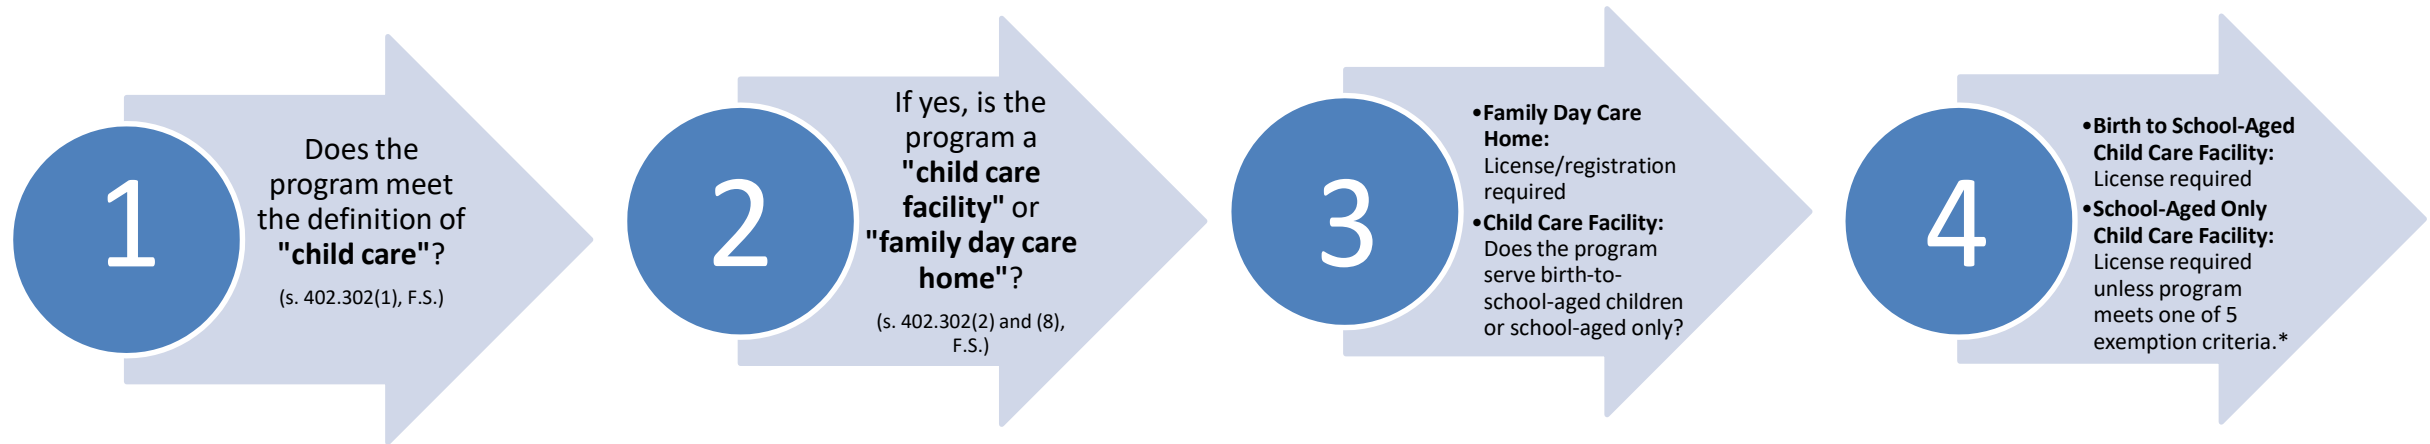 1
Does the
program meet
the definition of
"child care"?
(s. 402.302(1), F.S.)
2
If yes, is the
program a
"child care
facility" or
"family day care
home"?
(s. 402.302(2) and (8),
F.S.)
3
•Family Day Care
Home:
License/registration
required
•Child Care Facility:
Does the program
serve birth-to-
school-aged children
or school-aged only?
4
•Birth to School-Aged
Child Care Facility:
License required
•School-Aged Only
Child Care Facility:
License required
unless program
meets one of 5
exemption criteria.*